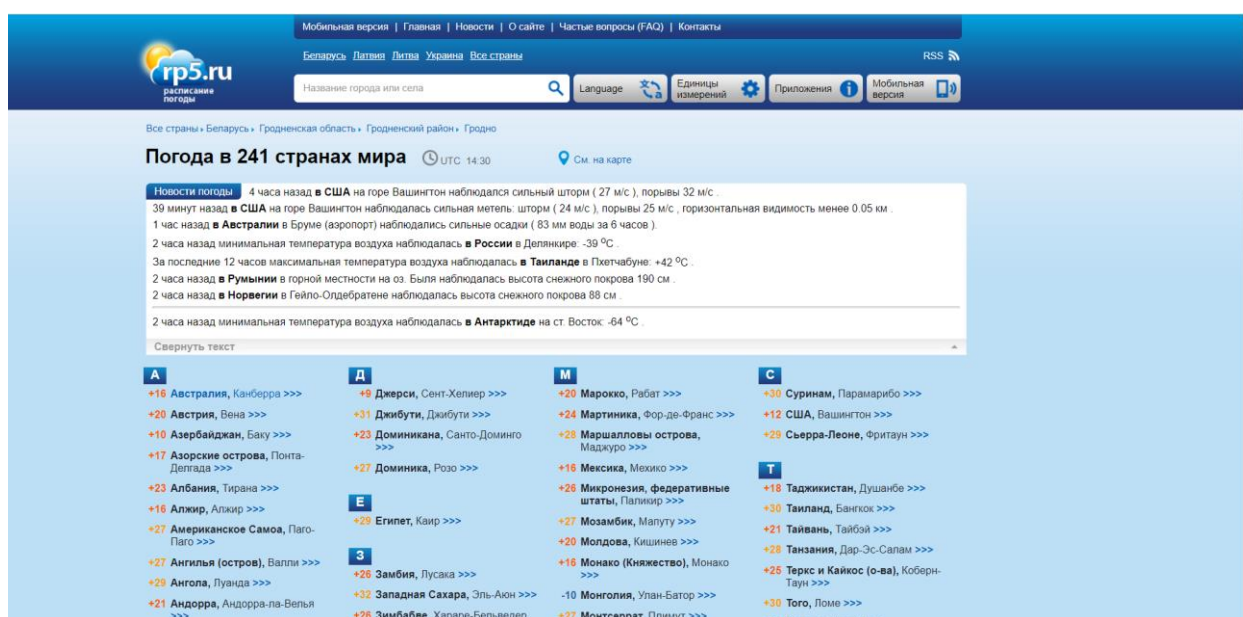 Мобильная версия | Главная | Новости | О сайте | Частые вопросы (FAQ) | Контакты
Беларусь Латвия Литва Украина Все страны
RSS
rp5.ru
расписание
погоды
Название города или села
Language
Единицы
измерений
Приложения
Мобильная
версия
Все страны › Беларусь › Гродненская область › Гродненский район › Гродно
Погода в 241 странах мира
UTC 14:30
См. на карте
Новости погоды 4 часа назад в США на горе Вашингтон наблюдался сильный шторм ( 27 м/с ), порывы 32 м/с .
39 минут назад в США на горе Вашингтон наблюдалась сильная метель: шторм ( 24 м/с ), порывы 25 м/с , горизонтальная видимость менее 0.05 км .
1 час назад в Австралии в Бруме (аэропорт) наблюдались сильные осадки ( 83 мм воды за 6 часов ).
2 часа назад минимальная температура воздуха наблюдалась в России в Делянкире: -39 ºC .
За последние 12 часов максимальная температура воздуха наблюдалась в Таиланде в Пхетчабуне: +42 ºC .
2 часа назад в Румынии в горной местности на оз. Быля наблюдалась высота снежного покрова 190 см .
2 часа назад в Норвегии в Гейло-Олдебратене наблюдалась высота снежного покрова 88 см .
2 часа назад минимальная температура воздуха наблюдалась в Антарктиде на ст. Восток: -64 ºC .
Свернуть текст
А
+16 Австралия, Канберра >>>
+20 Австрия, Вена >>>
+10 Азербайджан, Баку >>>
+17 Азорские острова, Понта-
Делгада >>>
+23 Албания, Тирана >>>
+16 Алжир, Алжир >>>
+27 Американское Самоа, Паго-
Паго >>>
+27 Ангилья (остров), Валли >>>
+29 Ангола, Луанда >>>
+21 Андорра, Андорра-ла-Велья
>>>
Д
+9 Джерси, Сент-Хелиер >>>
+31 Джибути, Джибути >>>
+23 Доминикана, Санто-Доминго
>>>
+27 Доминика, Розо >>>
Е
+29 Египет, Каир >>>
З
+26 Замбия, Лусака >>>
+32 Западная Сахара, Эль-Аюн >>>
+26 Зимбабве, Хараре-Бельведер
М
+20 Марокко, Рабат >>>
+24 Мартиника, Фор-де-Франс >>>
+28 Маршалловы острова,
Маджуро >>>
+16 Мексика, Мехико >>>
+26 Микронезия, федеративные
штаты, Паликир >>>
+27 Мозамбик, Мапуту >>>
+20 Молдова, Кишинев >>>
+16 Монако (Княжество), Монако
>>>
-10 Монголия, Улан-Батор >>>
+27 Монтсеррат, Плимут >>>
С
+30 Суринам, Парамарибо >>>
+12 США, Вашингтон >>>
+29 Сьерра-Леоне, Фритаун >>>
Т
+18 Таджикистан, Душанбе >>>
+30 Таиланд, Бангкок >>>
+21 Тайвань, Тайбэй >>>
+28 Танзания, Дар-Эс-Салам >>>
+25 Теркс и Кайкос (о-ва), Коберн-
Таун >>>
+30 Того, Ломе >>>